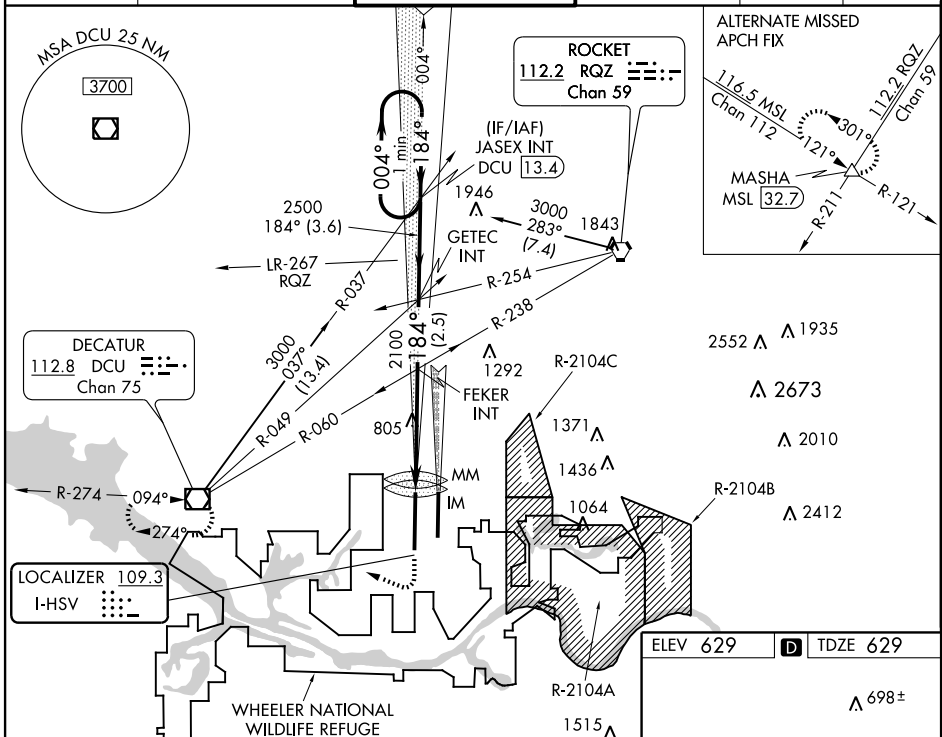 MSA DCU 25 NM
3700
004°
184°
004°
1 min
ROCKET
112.2 RQZ
Chan 59
ALTERNATE MISSED
APCH FIX
116.5 MSL
Chan 112
112.2 RQZ
Chan 59
301°
121°
MASHA
MSL 32.7
R-211
R-121
(IF/IAF)
JASEX INT
DCU 13.4
1946
3000
283°
(7.4)
1843
2500
184° (3.6)
GETEC
INT
LR-267
RQZ
R-037
R-254
R-238
DECATUR
112.8 DCU
Chan 75
3000
037°
(13.4)
2100
184°
(2.5)
1292
FEKER
INT
R-049
R-060
805
R-2104C
1371
1436
1064
2552
1935
2673
2010
2412
R-2104B
R-274
094°
274°
MM
IM
LOCALIZER 109.3
I-HSV
WHEELER NATIONAL
WILDLIFE REFUGE
R-2104A
1515
ELEV 629
D
TDZE 629
698±